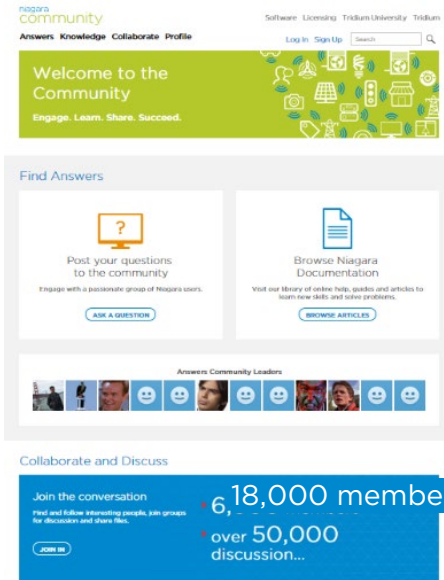 niagara
community
Software Licensing Tridium University Tridium
Answers Knowledge Collaborate Profile
Log In Sign Up Search
Welcome to the
Community
Engage. Learn. Share. Succeed.
Find Answers
?
Post your questions
to the community
Engage with a passionate group of Niagara users.
ASK A QUESTION
Browse Niagara
Documentation
Visit our library of online help, guides and articles to
learn new skills and solve problems.
BROWSE ARTICLES
Answers Community Leaders
Collaborate and Discuss
Join the conversation
Find and follow interesting people, join groups
for discussion and share files.
JOIN IN
6,
18,000 membe
over 50,000
discussion...